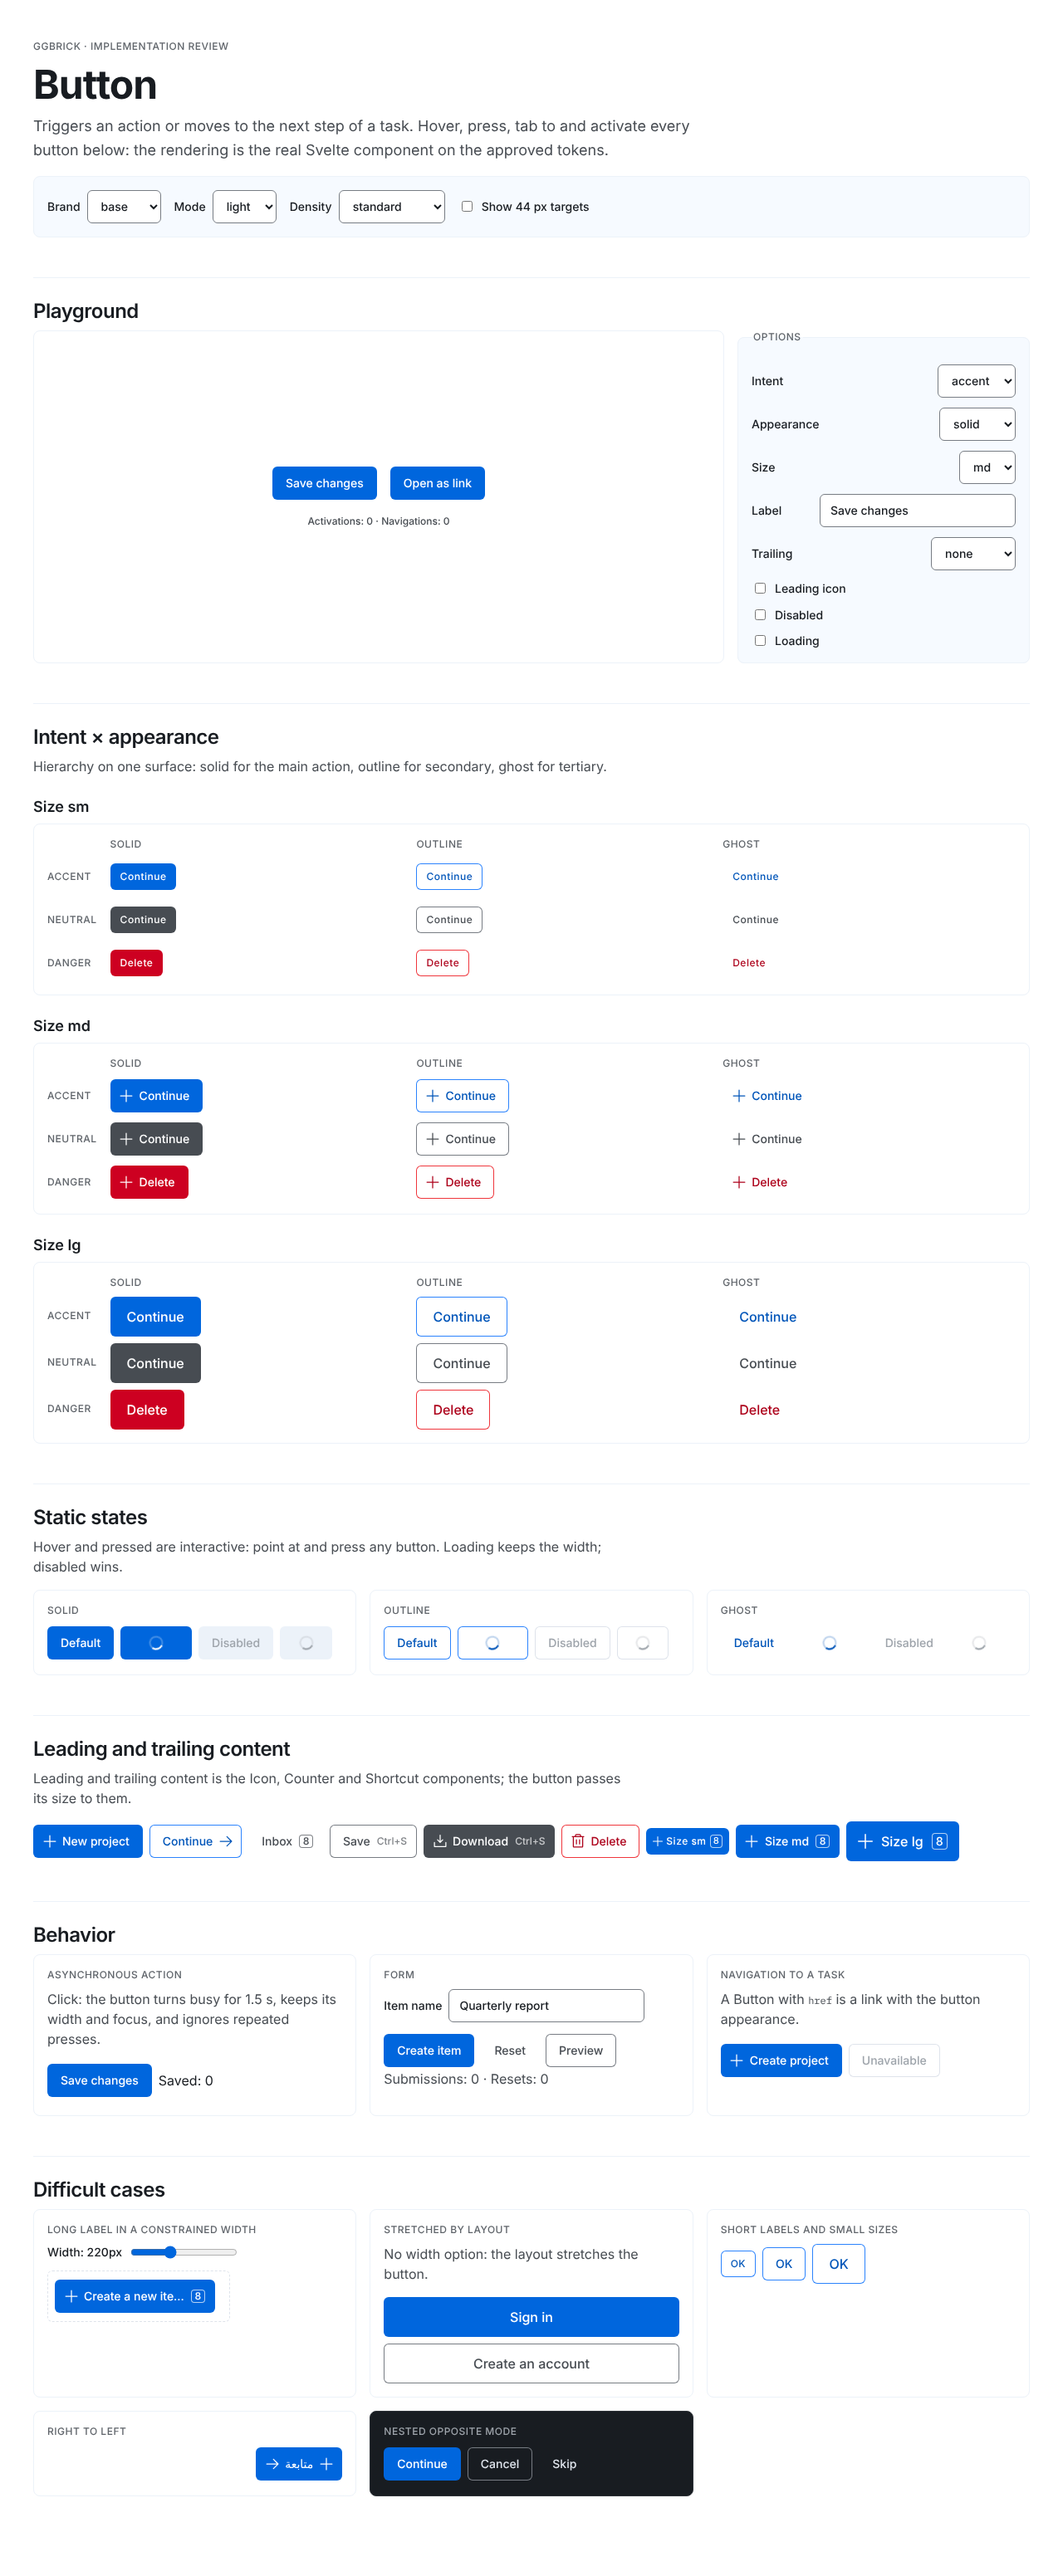 GGBRICK · IMPLEMENTATION REVIEW
Button
Triggers an action or moves to the next step of a task. Hover, press, tab to and activate every
button below: the rendering is the real Svelte component on the approved tokens.
Brand base Mode light Density standard Show 44 px targets
Playground
Save changes Open as link
Activations: 0 · Navigations: 0
OPTIONS
Intent accent
Appearance solid
Size md
Label Save changes
Trailing none
Leading icon
Disabled
Loading
Intent × appearance
Hierarchy on one surface: solid for the main action, outline for secondary, ghost for tertiary.
Size sm
SOLID OUTLINE GHOST
ACCENT Continue Continue Continue
NEUTRAL Continue Continue Continue
DANGER Delete Delete Delete
Size md
SOLID OUTLINE GHOST
ACCENT Continue Continue Continue
NEUTRAL Continue Continue Continue
DANGER Delete Delete Delete
Size lg
SOLID OUTLINE GHOST
ACCENT Continue Continue Continue
NEUTRAL Continue Continue Continue
DANGER Delete Delete Delete
Static states
Hover and pressed are interactive: point at and press any button. Loading keeps the width;
disabled wins.
SOLID
Default Disabled
OUTLINE
Default Disabled
GHOST
Default Disabled
Leading and trailing content
Leading and trailing content is the Icon, Counter and Shortcut components; the button passes
its size to them.
New project Continue Inbox 8 Save Ctrl+S Download Ctrl+S Delete Size sm 8 Size md 8 Size lg 8
Behavior
ASYNCHRONOUS ACTION
Click: the button turns busy for 1.5 s, keeps its
width and focus, and ignores repeated
presses.
Save changes Saved: 0
FORM
Item name Quarterly report
Create item Reset Preview
Submissions: 0 · Resets: 0
NAVIGATION TO A TASK
A Button with href is a link with the button
appearance.
Create project Unavailable
Difficult cases
LONG LABEL IN A CONSTRAINED WIDTH
Width: 220px
Create a new ite... 8
STRETCHED BY LAYOUT
No width option: the layout stretches the
button.
Sign in
Create an account
SHORT LABELS AND SMALL SIZES
OK OK OK
RIGHT TO LEFT
متابعة
NESTED OPPOSITE MODE
Continue Cancel Skip